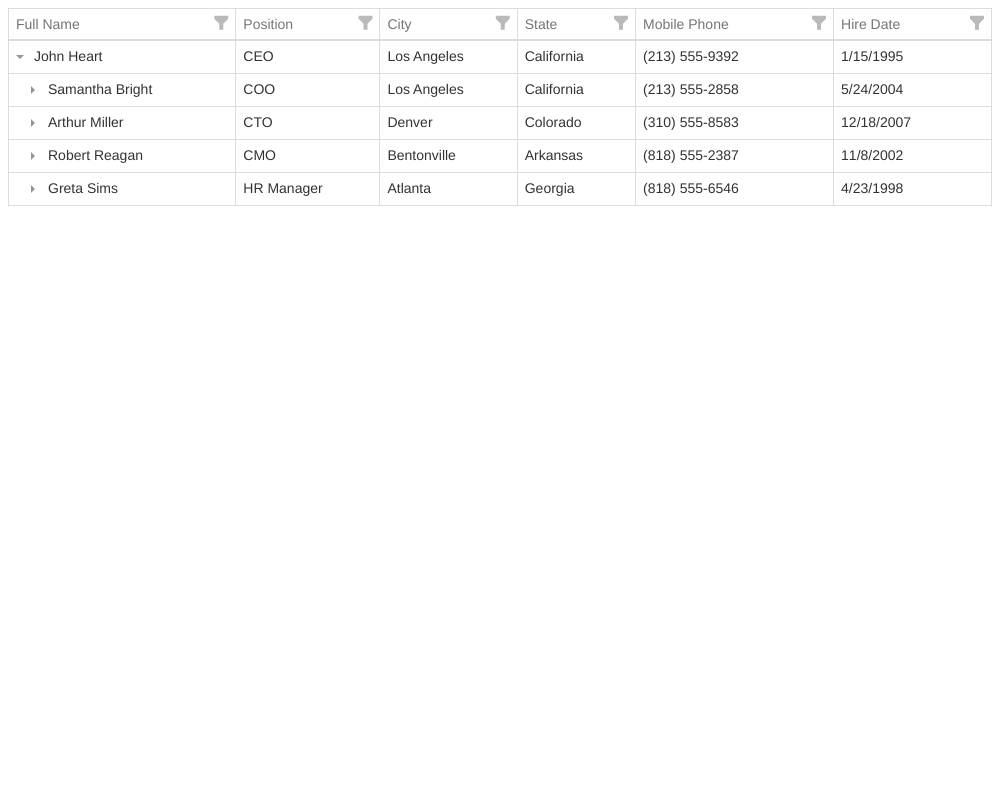 Full Name Position City State Mobile Phone Hire Date
John Heart CEO Los Angeles California (213) 555-9392 1/15/1995
Samantha Bright COO Los Angeles California (213) 555-2858 5/24/2004
Arthur Miller CTO Denver Colorado (310) 555-8583 12/18/2007
Robert Reagan CMO Bentonville Arkansas (818) 555-2387 11/8/2002
Greta Sims HR Manager Atlanta Georgia (818) 555-6546 4/23/1998